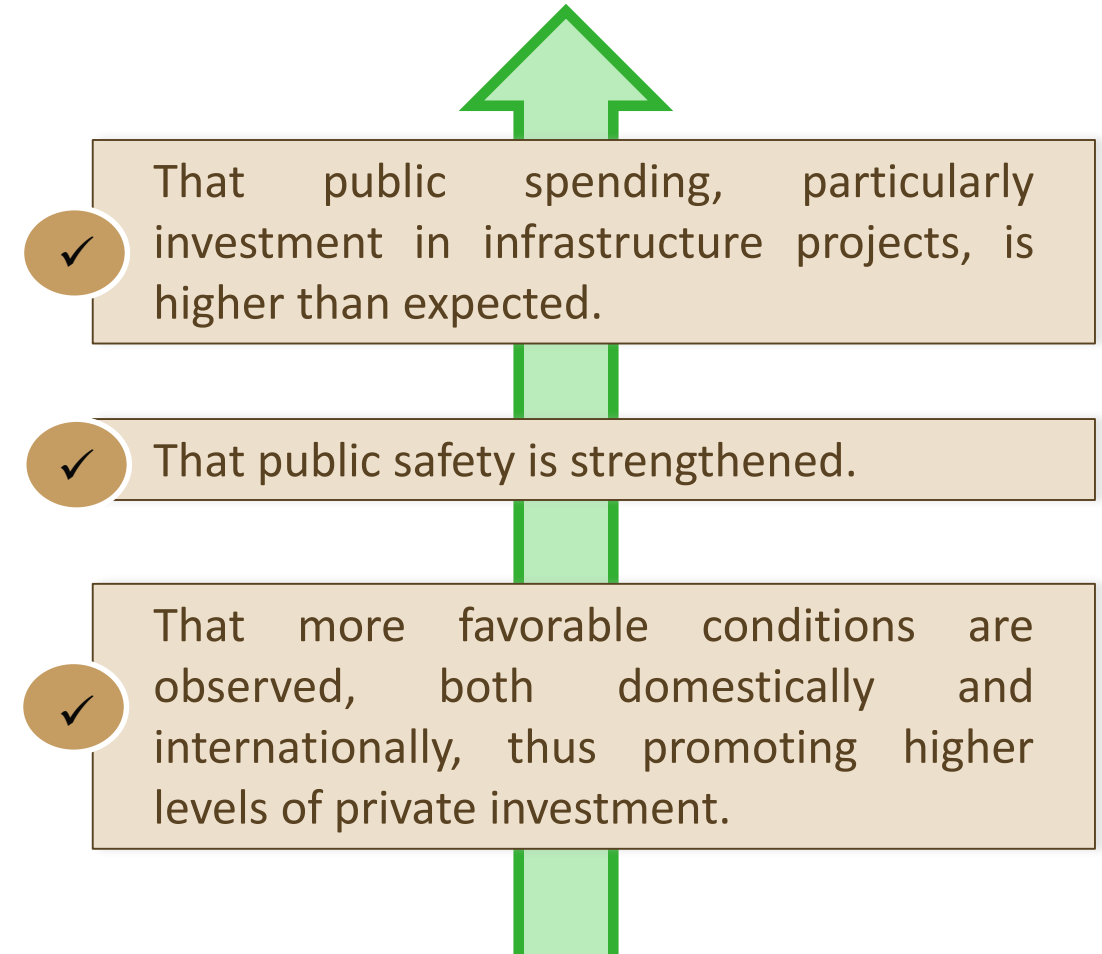 That public spending, particularly
investment in infrastructure projects, is
higher than expected.
That public safety is strengthened.
That more favorable conditions are
observed, both domestically and
internationally, thus promoting higher
levels of private investment.